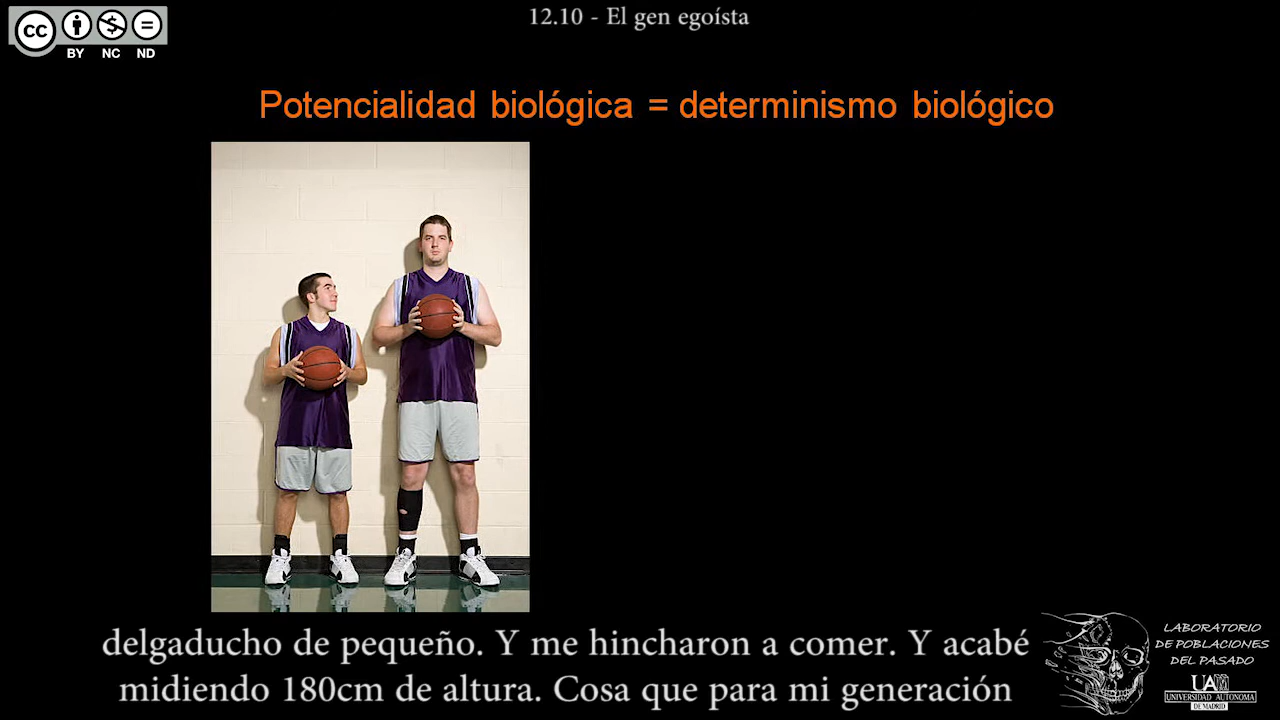 12.10 - El gen egoísta
BY NC ND
Potencialidad biológica = determinismo biológico
delgaducho de pequeño. Y me hincharon a comer. Y acabé
midiendo 180cm de altura. Cosa que para mi generación
LABORATORIO
DE POBLACIONES
DEL PASADO
UAM
UNIVERSIDAD AUTONOMA
DE MADRID